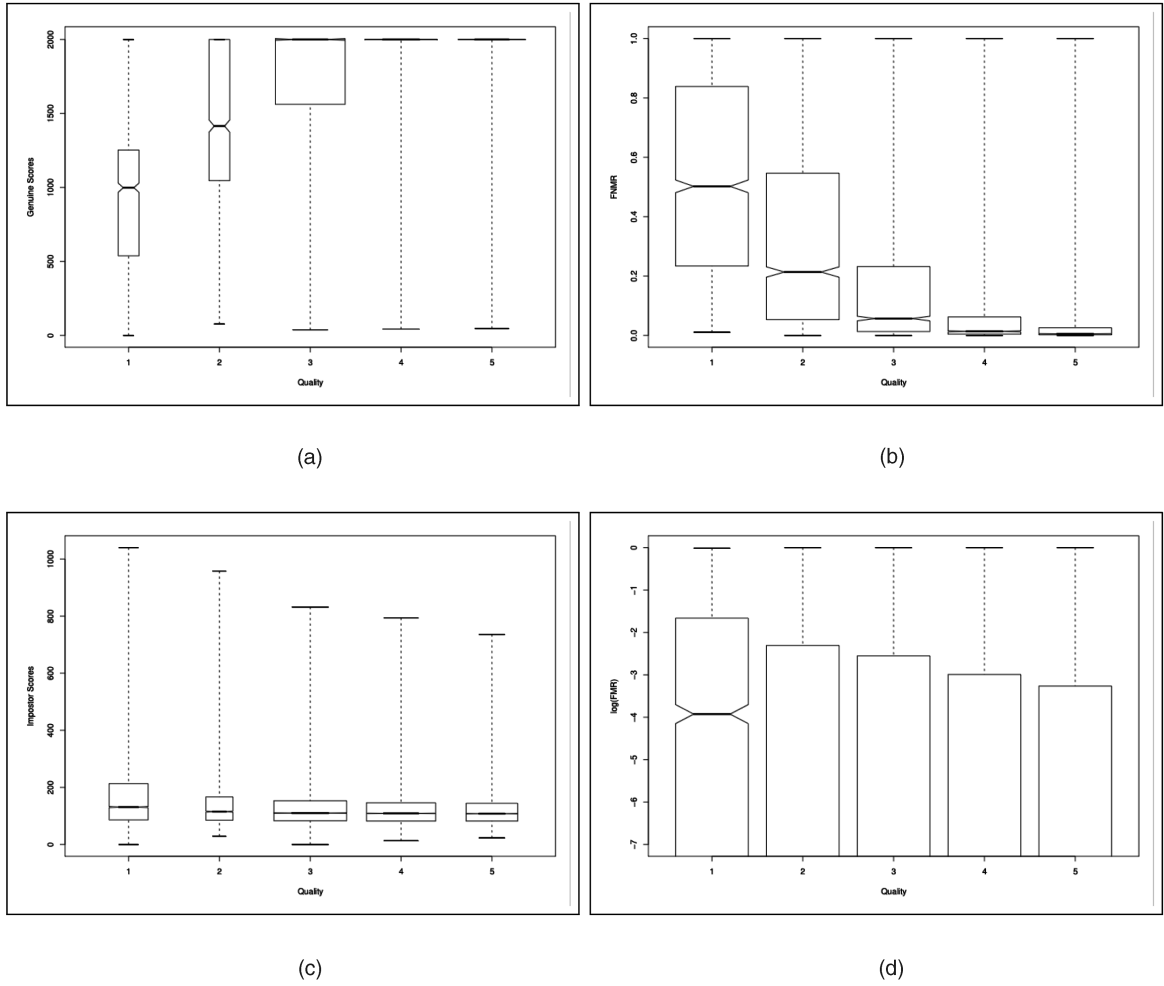 2000
1500
1000
500
0
Genuine Scores
1 2 3 4 5
Quality
(a)
1.0
0.8
0.6
0.4
0.2
0.0
FNMR
1 2 3 4 5
Quality
(b)
1000
800
600
400
200
0
Impostor Scores
1 2 3 4 5
Quality
(c)
0
-1
-2
-3
-4
-5
-6
-7
log(FMR)
1 2 3 4 5
Quality
(d)